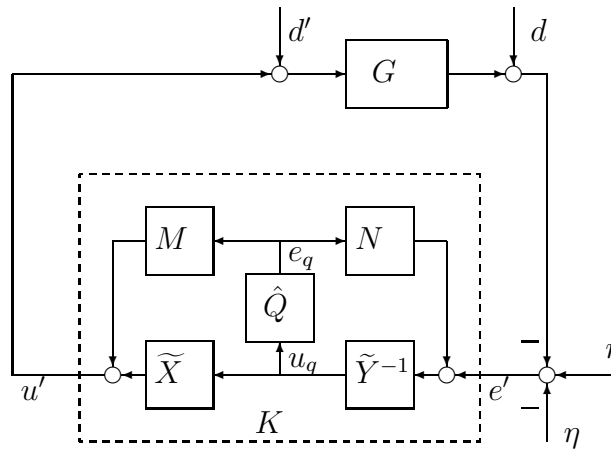 d′ d
G
M N
e_q
Q̂
X̃ u_q Ỹ⁻¹
u′ e′ r
K η
− −